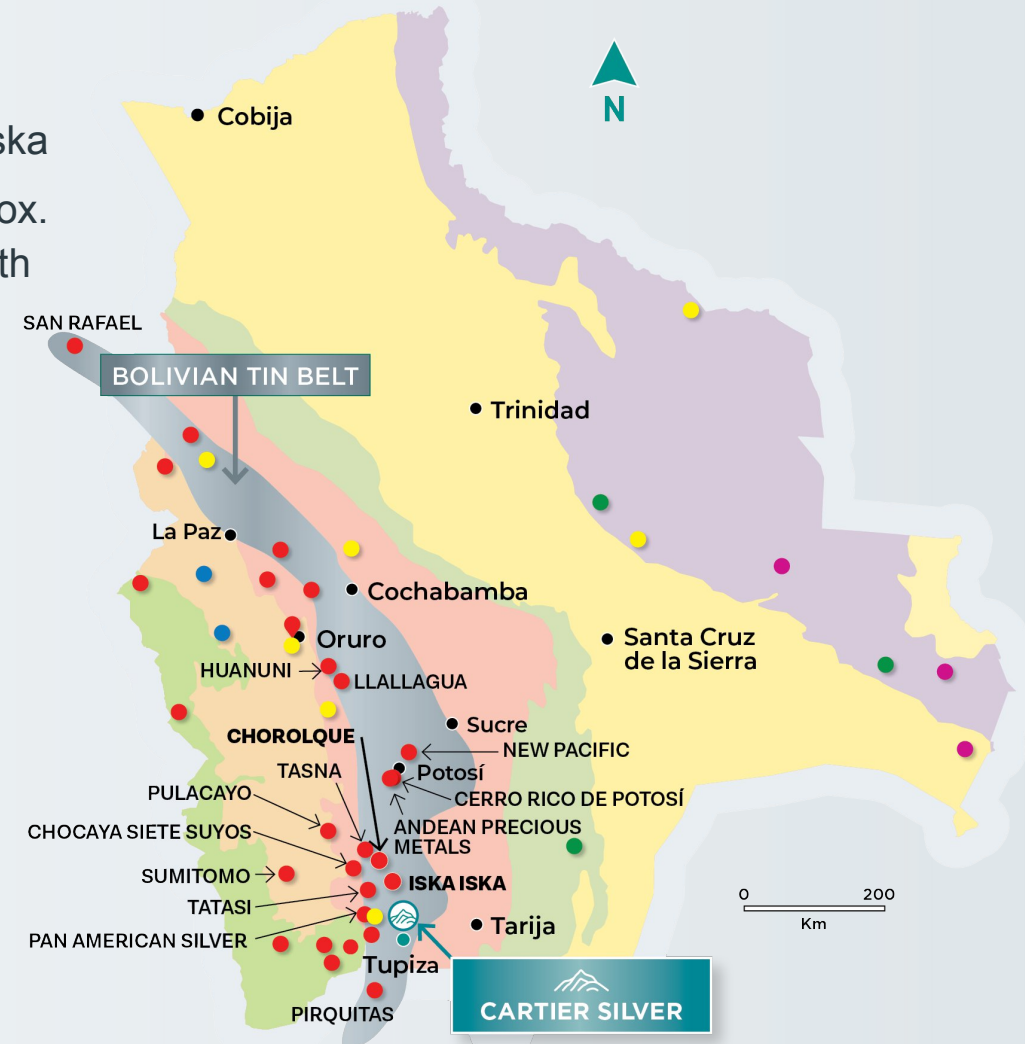 ska
ox.
th
N
Cobija
SAN RAFAEL
BOLIVIAN TIN BELT
Trinidad
La Paz
Cochabamba
Oruro
Santa Cruz
de la Sierra
HUANUNI
LLALLAGUA
Sucre
CHOROLQUE
NEW PACIFIC
TASNA
Potosí
PULACAYO
CERRO RICO DE POTOSÍ
CHOCAYA SIETE SUYOS
ANDEAN PRECIOUS
METALS
SUMITOMO
ISKA ISKA
0 200
Km
TATASI
PAN AMERICAN SILVER
Tarija
Tupiza
CARTIER SILVER
PIRQUITAS